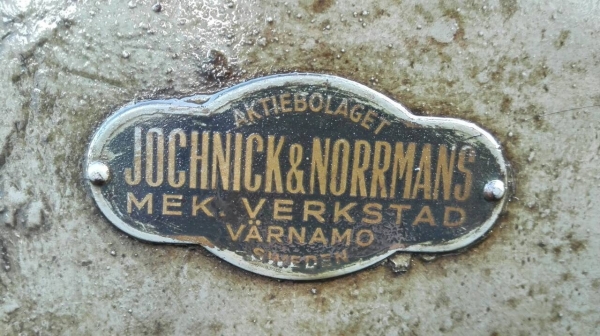 AKTIEBOLAGET
JOCHNICK & NORRMANS
MEK. VERKSTAD
VÄRNAMO
SWEDEN